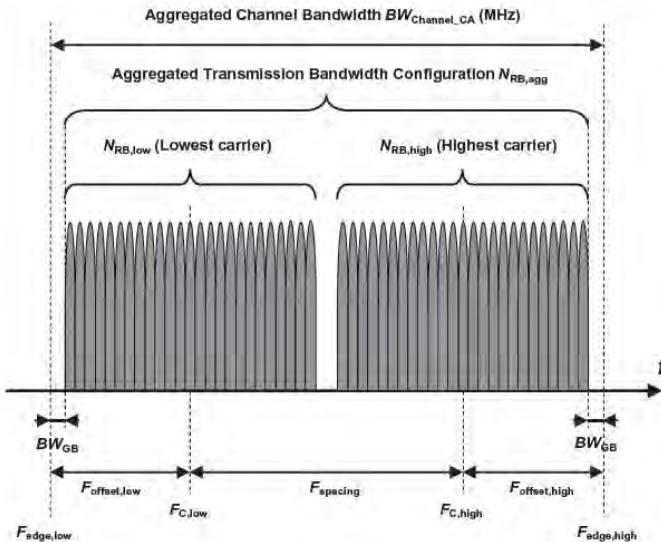 Aggregated Channel Bandwidth BWChannel_CA (MHz)
Aggregated Transmission Bandwidth Configuration NRB,agg
NRB,low (Lowest carrier) NRB,high (Highest carrier)
f
BWGB BWGB
Foffset,low Fspacing Foffset,high
FC,low FC,high
Fedge,low Fedge,high